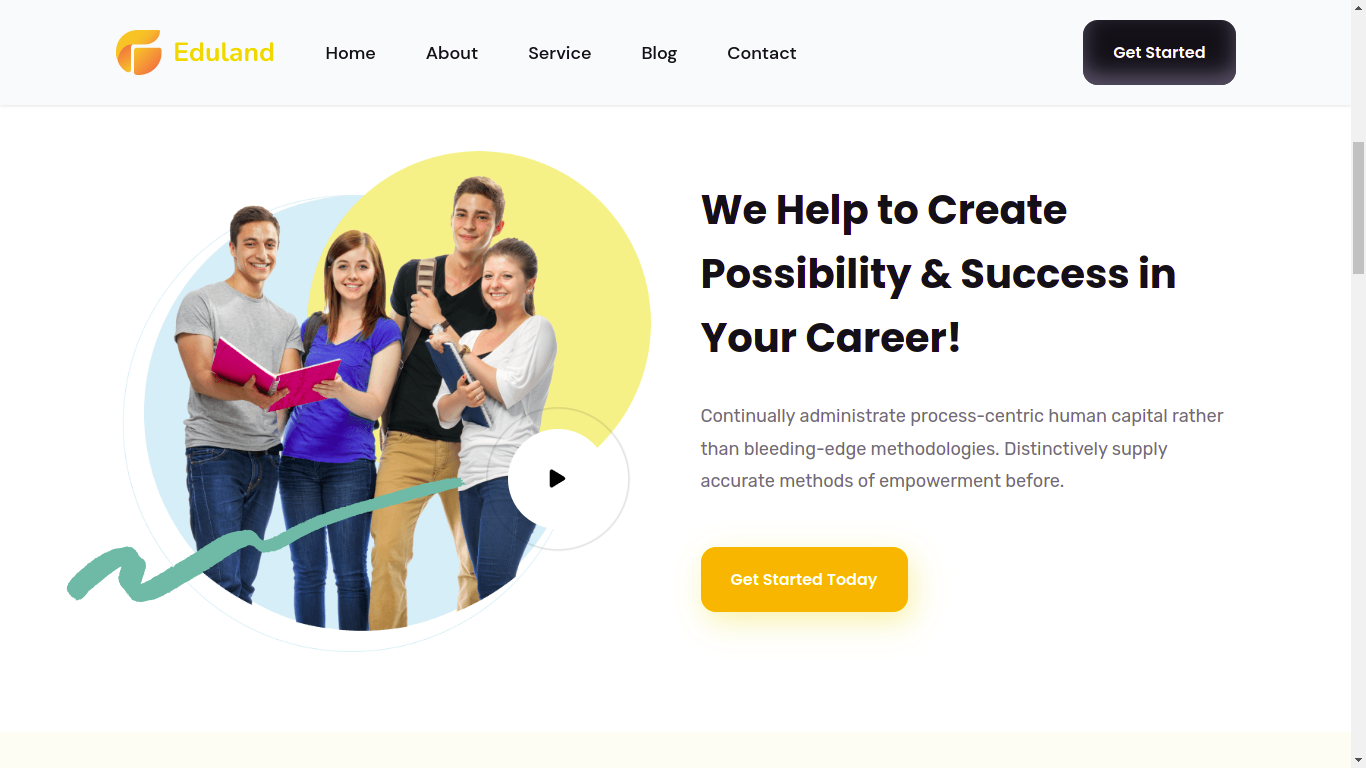 Eduland
Home
About
Service
Blog
Contact
Get Started
We Help to Create
Possibility & Success in
Your Career!
Continually administrate process-centric human capital rather
than bleeding-edge methodologies. Distinctively supply
accurate methods of empowerment before.
Get Started Today